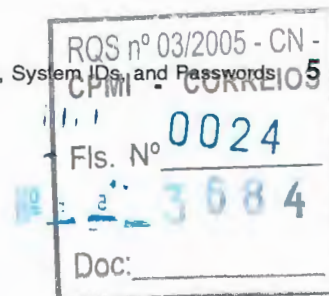 RQS nº 03/2005 - CN -
, System IDs, and Passwords 5
CPMI - CORREIOS
Fls. Nº 0024
3684
Doc: